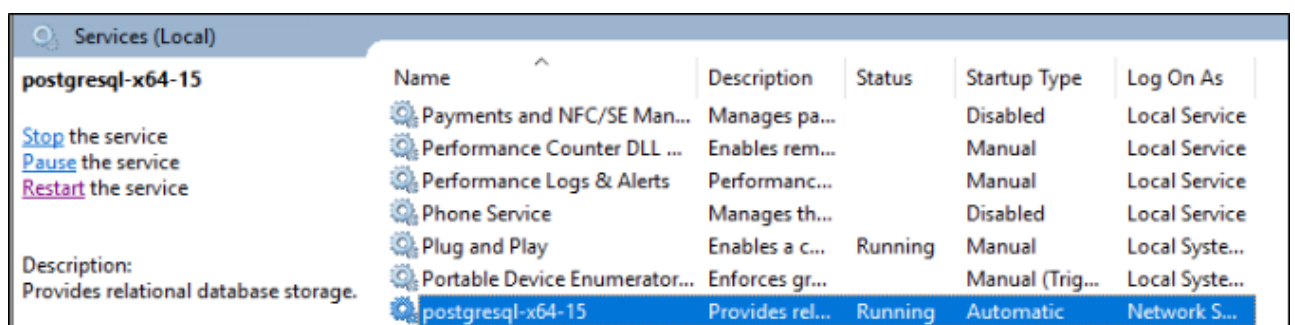 Services (Local)
postgresql-x64-15
Stop the service
Pause the service
Restart the service
Description:
Provides relational database storage.
Name Description Status Startup Type Log On As
Payments and NFC/SE Man... Manages pa... Disabled Local Service
Performance Counter DLL ... Enables rem... Manual Local Service
Performance Logs & Alerts Performanc... Manual Local Service
Phone Service Manages th... Disabled Local Service
Plug and Play Enables a c... Running Manual Local Syste...
Portable Device Enumerator... Enforces gr... Manual (Trig... Local Syste...
postgresql-x64-15 Provides rel... Running Automatic Network S...